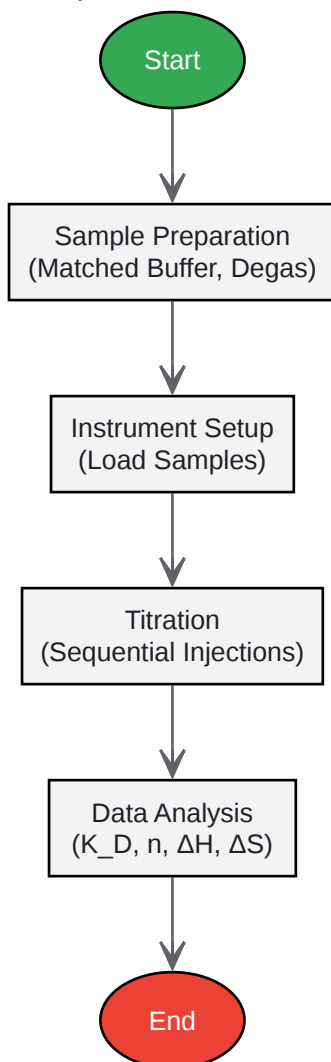 Start
Sample Preparation
(Matched Buffer, Degas)
Instrument Setup
(Load Samples)
Titration
(Sequential Injections)
Data Analysis
(K_D, n, ΔH, ΔS)
End